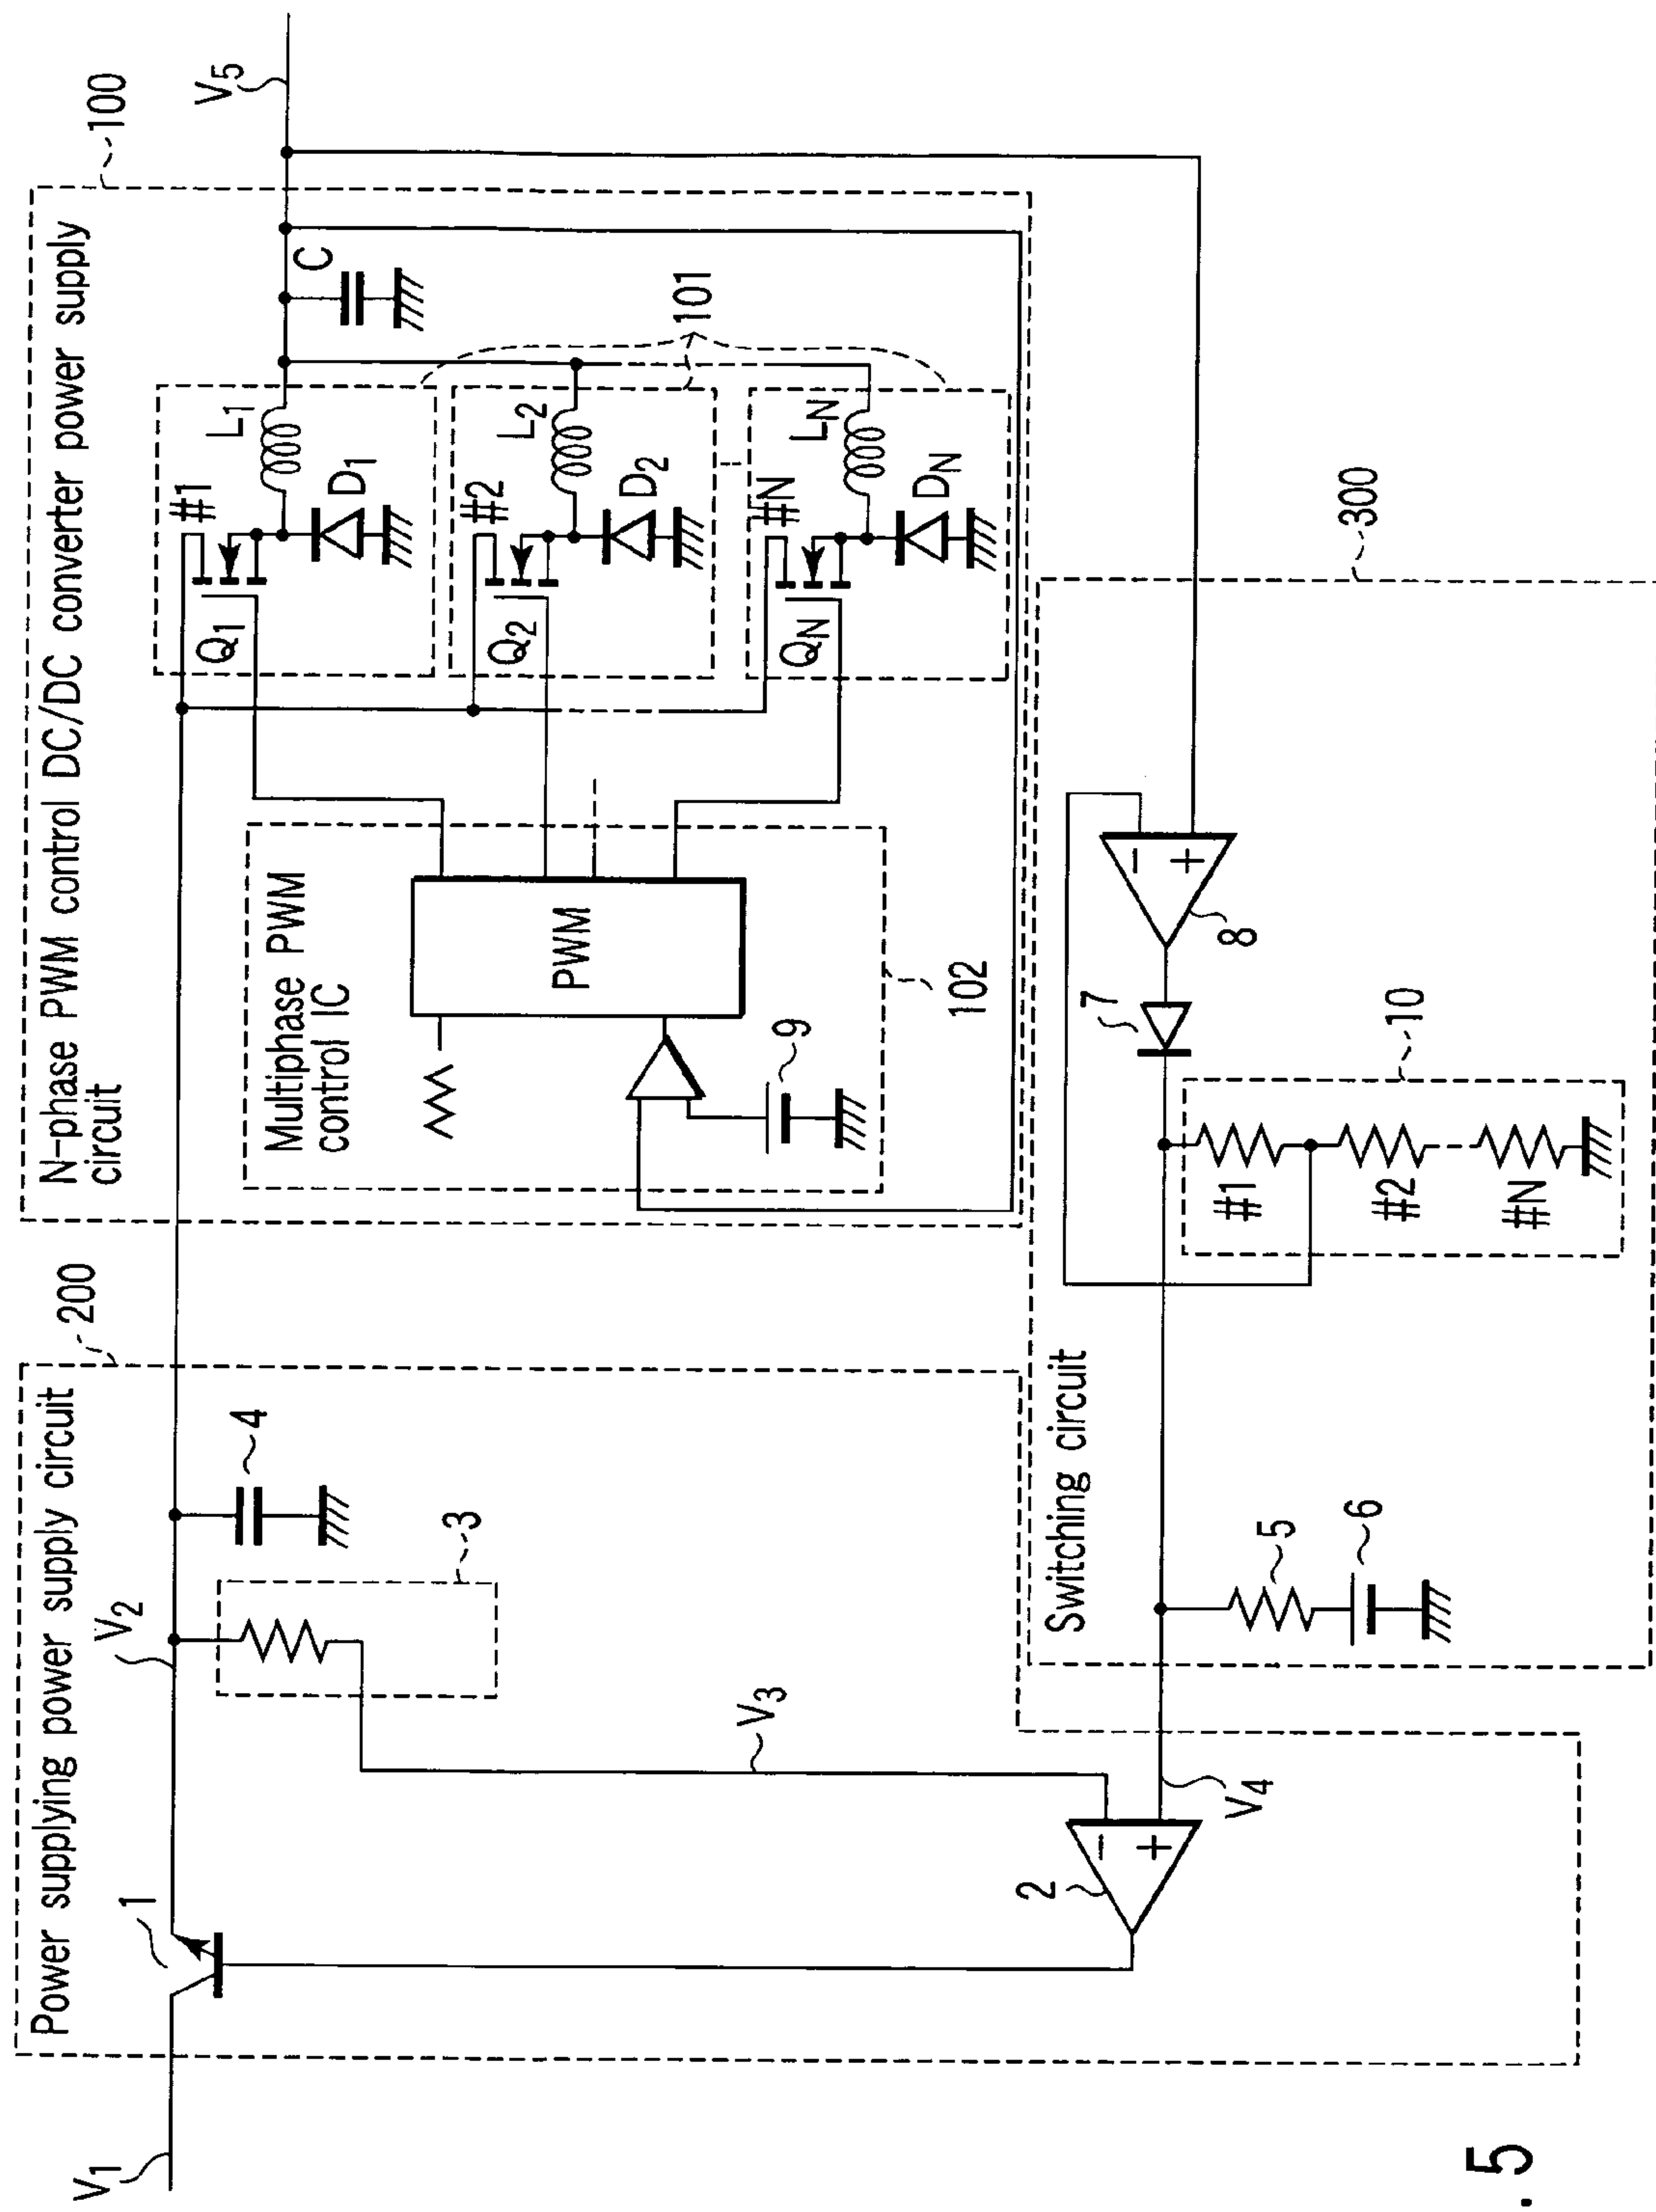 V1
1
Power supplying power supply circuit
200
V2
3
4
V3
2
−
+
V4
N-phase PWM control DC/DC converter power supply
circuit
100
Multiphase PWM
control IC
PWM
9
102
#1
Q1
L1
D1
#2
Q2
L2
D2
#N
QN
LN
DN
101
C
V5
Switching circuit
300
5
6
7
8
−
+
10
#1
#2
#N
. 5